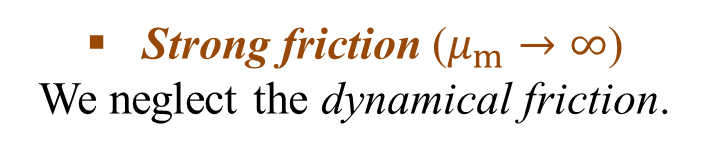 ▪ Strong friction (μₘ → ∞)
We neglect the dynamical friction.